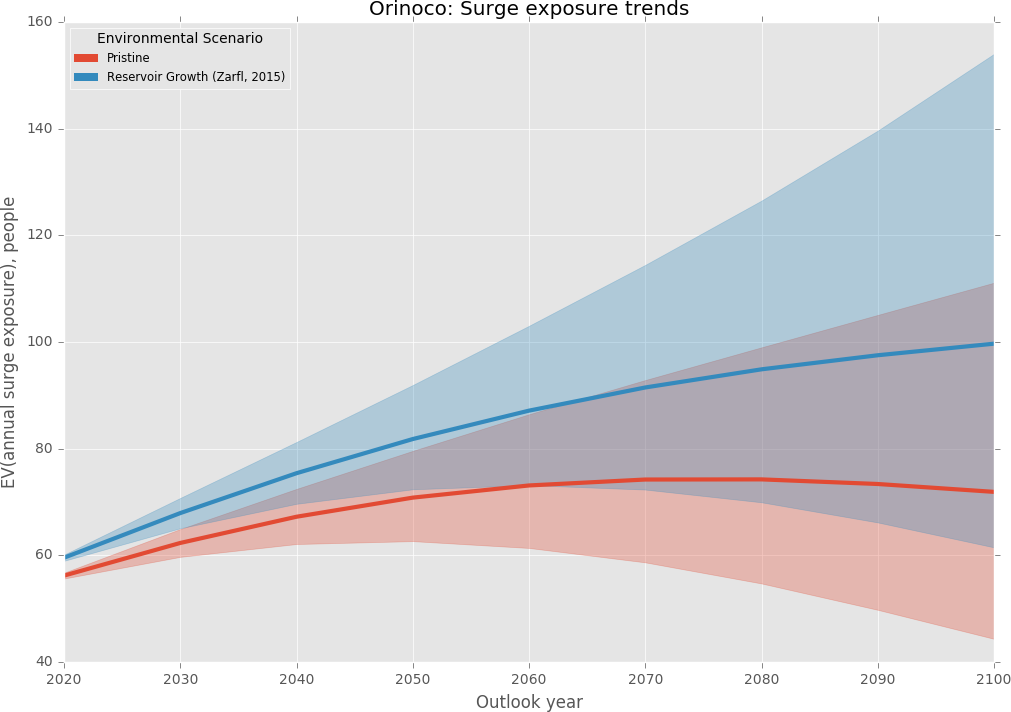 Orinoco: Surge exposure trends
Environmental Scenario
Pristine
Reservoir Growth (Zarfl, 2015)
EV(annual surge exposure), people
160
140
120
100
80
60
40
2020 2030 2040 2050 2060 2070 2080 2090 2100
Outlook year